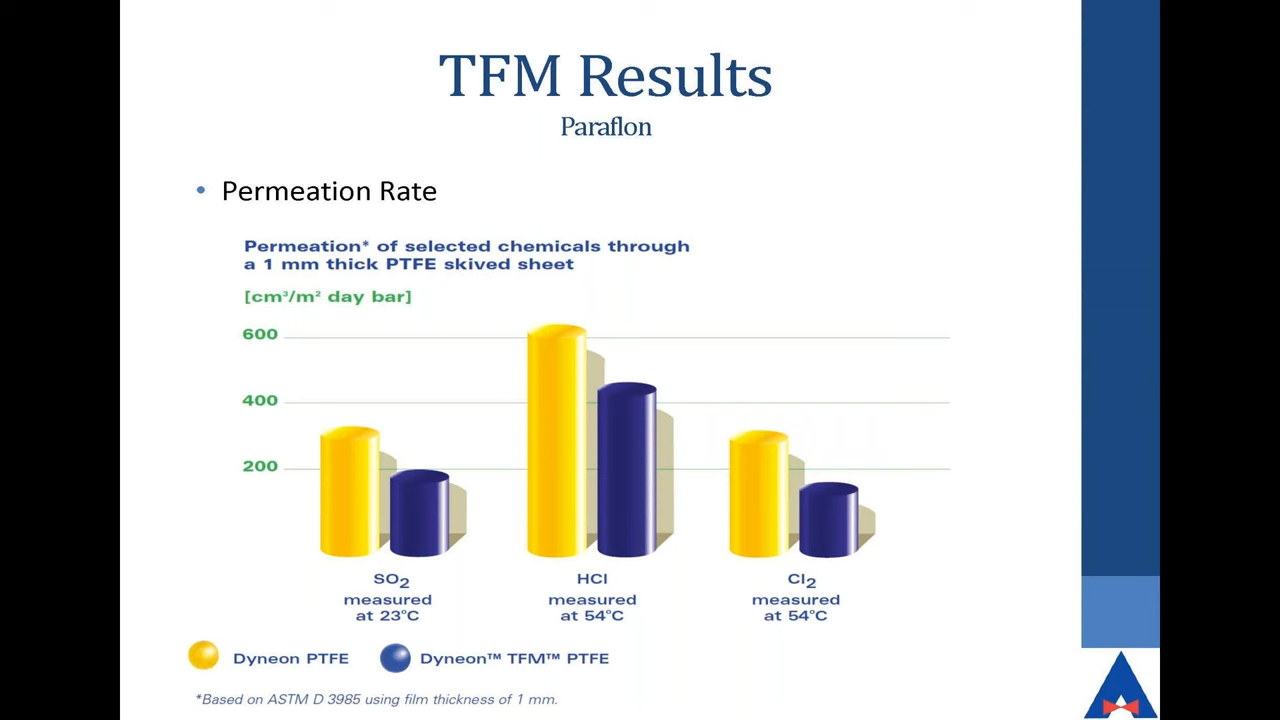 TFM Results
Paraflon
• Permeation Rate
Permeation* of selected chemicals through
a 1 mm thick PTFE skived sheet
[cm³/m² day bar]
600
400
200
SO₂ HCl Cl₂
measured measured measured
at 23°C at 54°C at 54°C
Dyneon PTFE Dyneon™ TFM™ PTFE
*Based on ASTM D 3985 using film thickness of 1 mm.